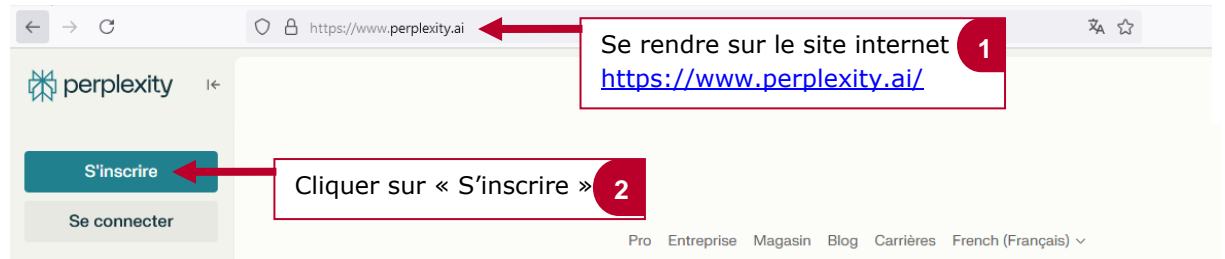 https://www.perplexity.ai
Se rendre sur le site internet
https://www.perplexity.ai/
1
perplexity
S'inscrire
Cliquer sur « S’inscrire »
2
Se connecter
Pro Entreprise Magasin Blog Carrières French (Français)